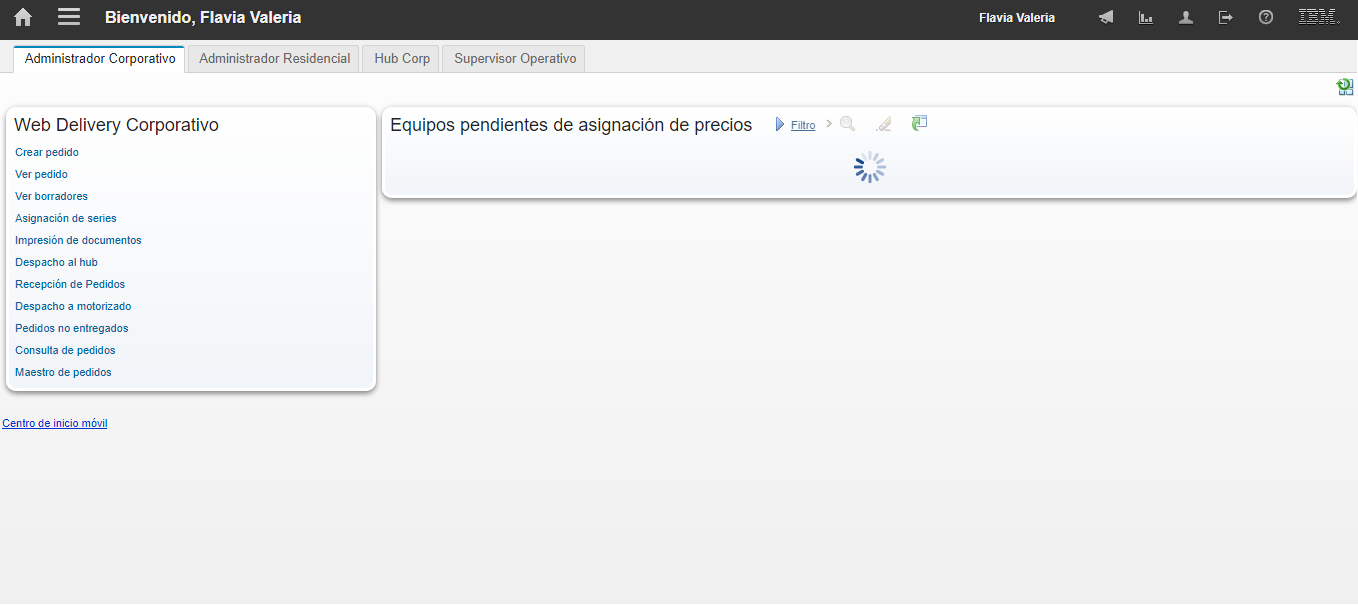 Bienvenido, Flavia Valeria
Flavia Valeria
IBM.
Administrador Corporativo
Administrador Residencial
Hub Corp
Supervisor Operativo
Web Delivery Corporativo
Crear pedido
Ver pedido
Ver borradores
Asignación de series
Impresión de documentos
Despacho al hub
Recepción de Pedidos
Despacho a motorizado
Pedidos no entregados
Consulta de pedidos
Maestro de pedidos
Equipos pendientes de asignación de precios
Filtro
Centro de inicio móvil